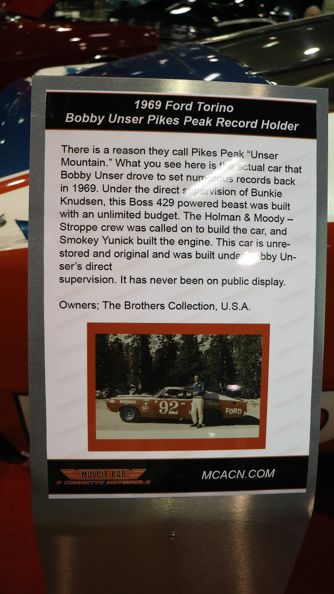 1969 Ford Torino
Bobby Unser Pikes Peak Record Holder
There is a reason they call Pikes Peak "Unser
Mountain." What you see here is the actual car that
Bobby Unser drove to set numerous records back
in 1969. Under the direct supervision of Bunkie
Knudsen, this Boss 429 powered beast was built
with an unlimited budget. The Holman & Moody –
Stroppe crew was called on to build the car, and
Smokey Yunick built the engine. This car is unre-
stored and original and was built under Bobby Un-
ser's direct
supervision. It has never been on public display.
Owners; The Brothers Collection, U.S.A.
92
FORD
MUSCLE CAR
MCACN.COM